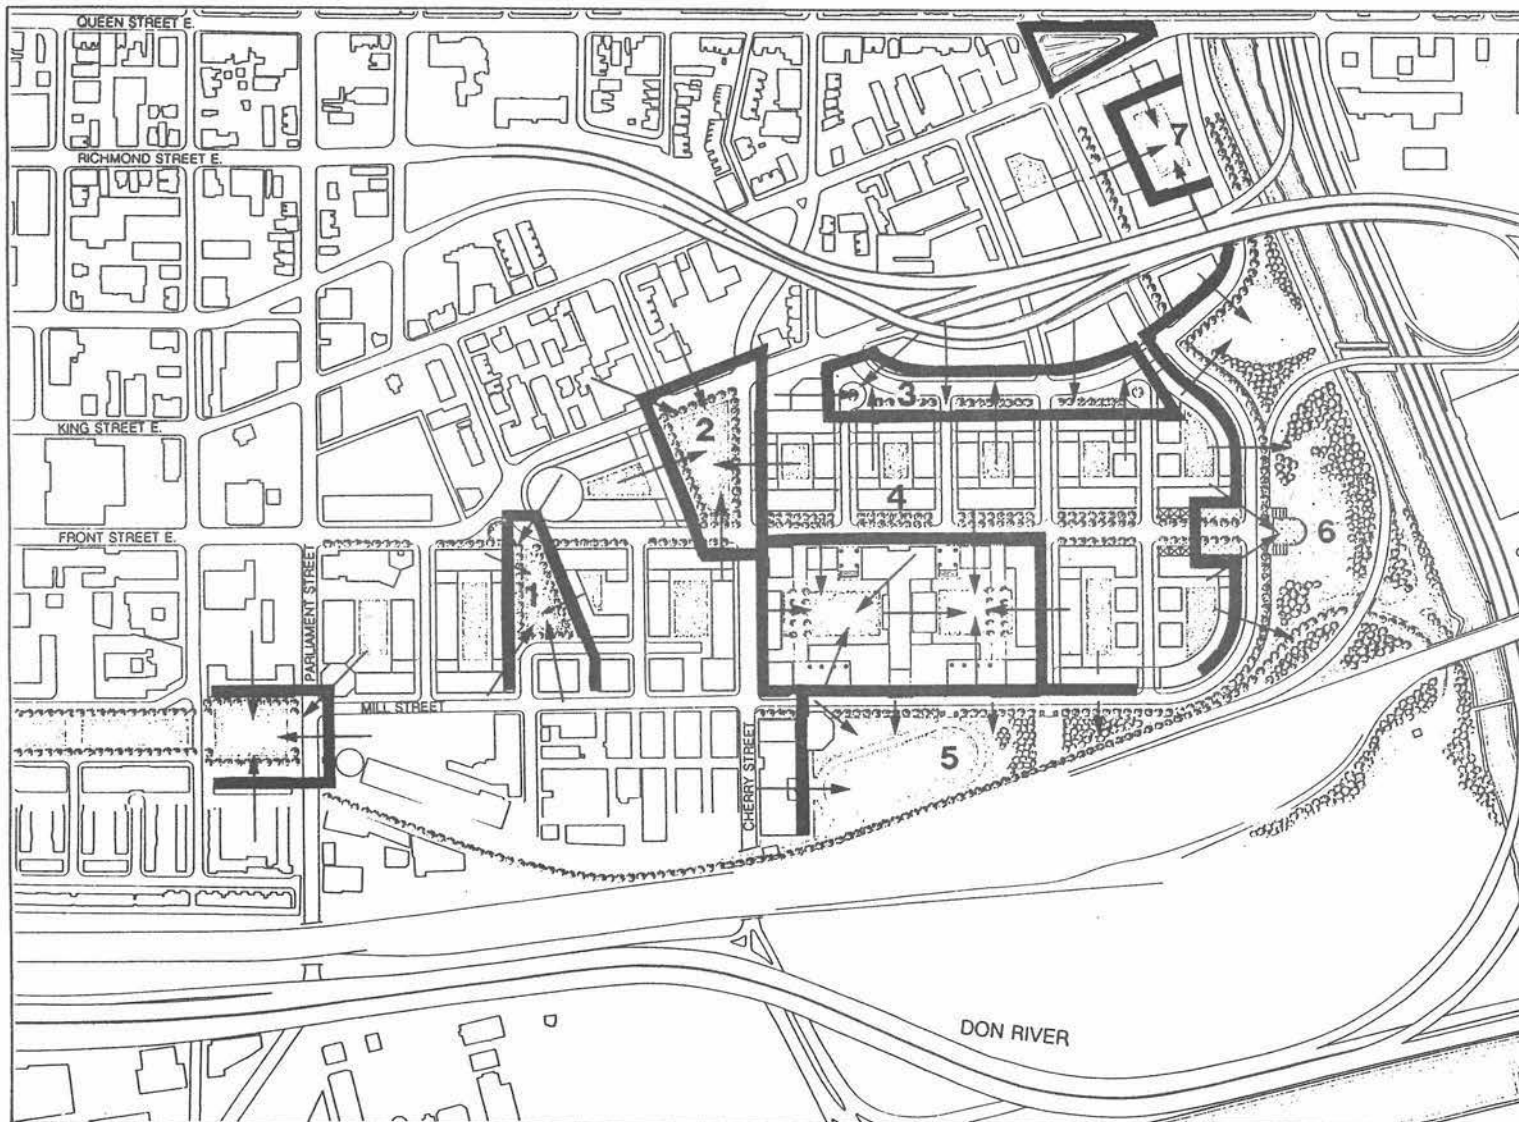 QUEEN STREET E.
RICHMOND STREET E.
7
3
KING STREET E.
2
4
FRONT STREET E.
6
PARLIAMENT STREET
1
MILL STREET
CHERRY STREET
5
DON RIVER